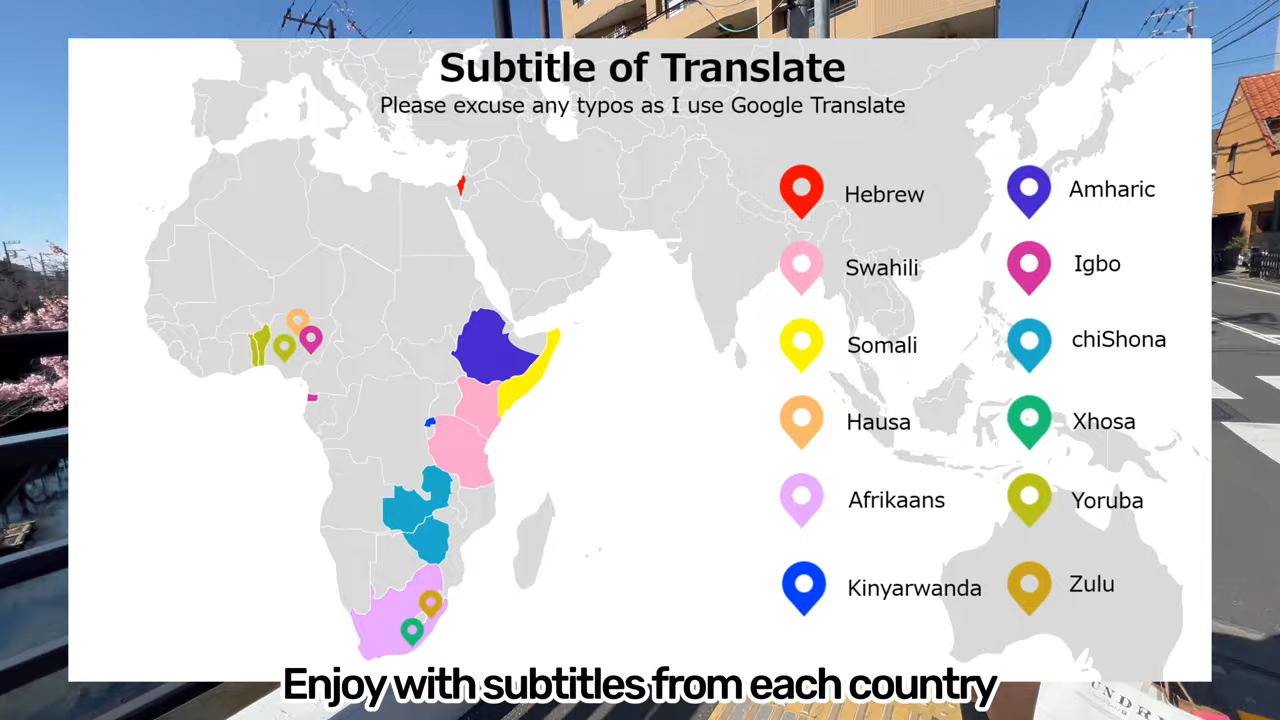 Subtitle of Translate
Please excuse any typos as I use Google Translate
Hebrew
Amharic
Swahili
Igbo
Somali
chiShona
Hausa
Xhosa
Afrikaans
Yoruba
Kinyarwanda
Zulu
Enjoy with subtitles from each country